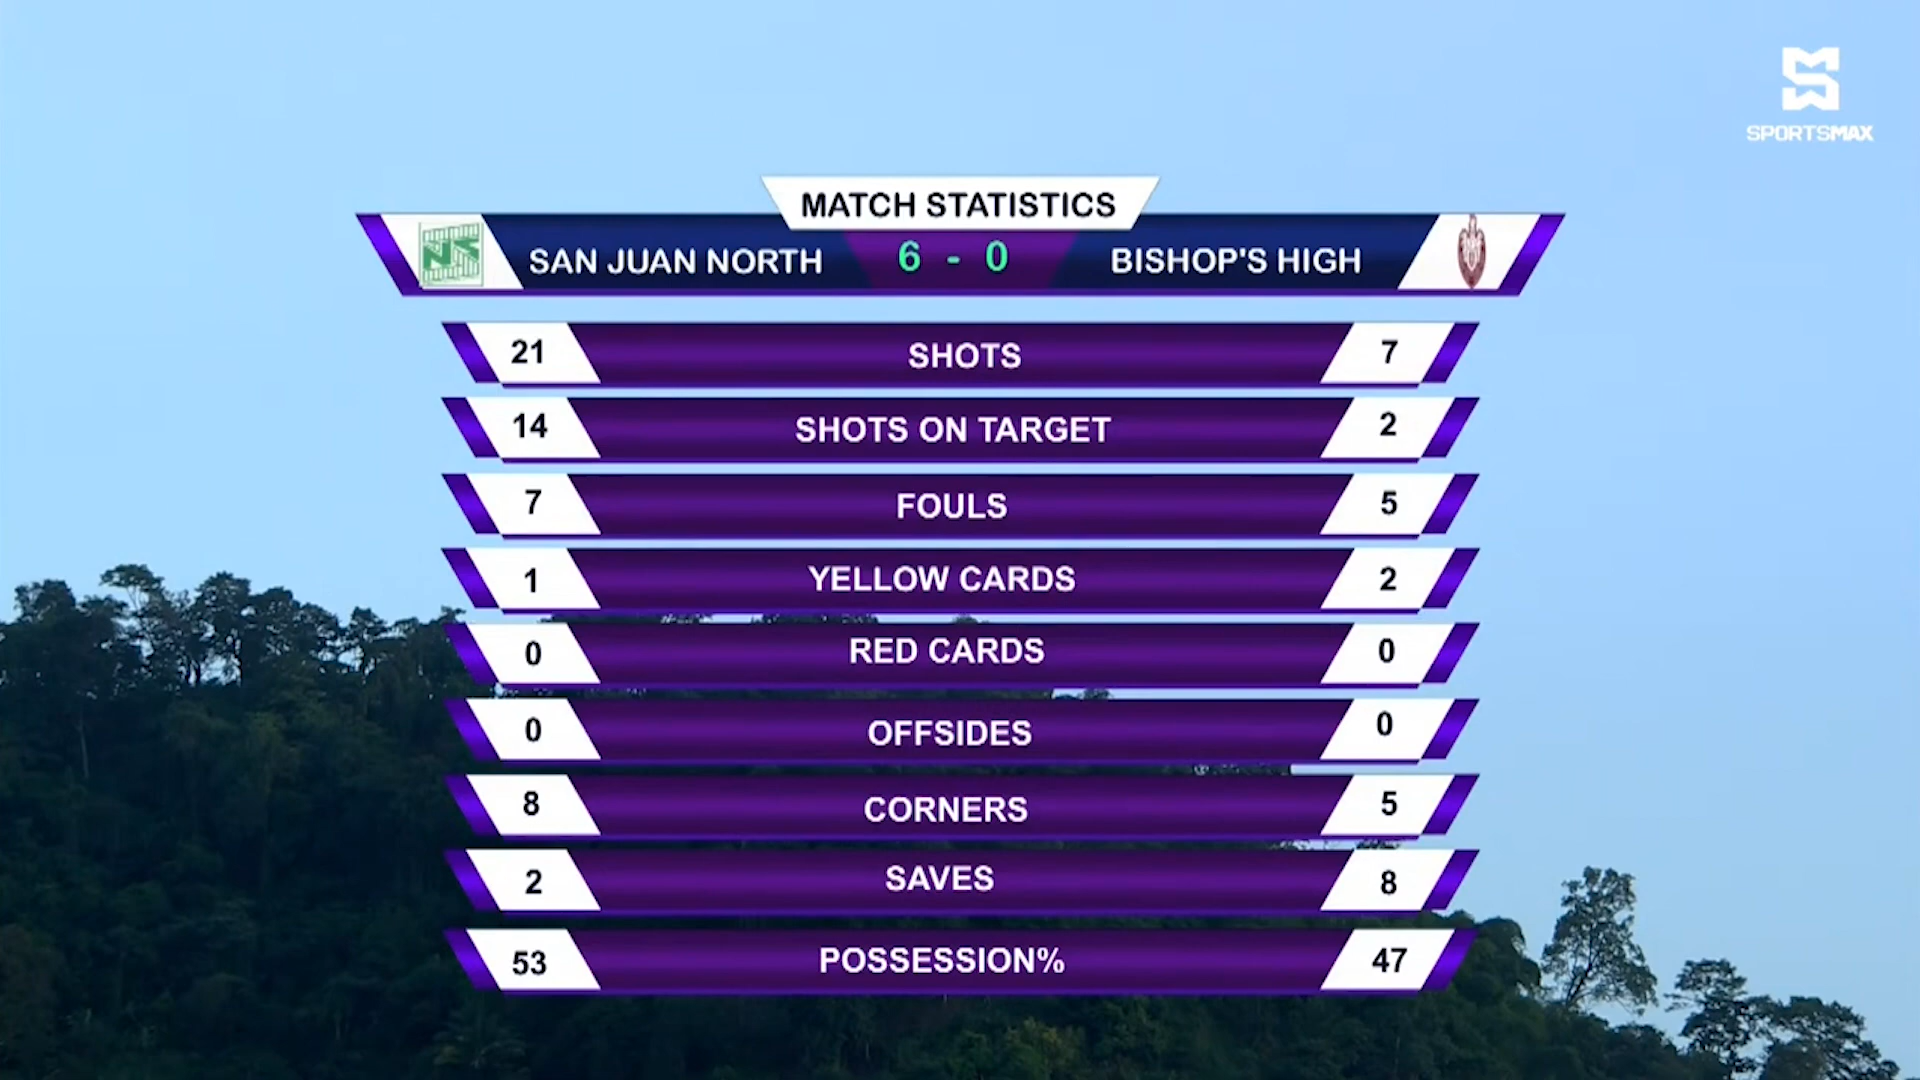 SPORTSMAX
MATCH STATISTICS
SAN JUAN NORTH 6 - 0 BISHOP'S HIGH
21 SHOTS 7
14 SHOTS ON TARGET 2
7 FOULS 5
1 YELLOW CARDS 2
0 RED CARDS 0
0 OFFSIDES 0
8 CORNERS 5
2 SAVES 8
53 POSSESSION% 47